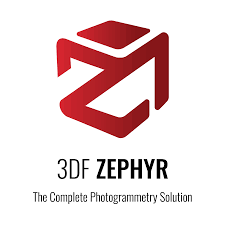 3DF ZEPHYR
The Complete Photogrammetry Solution